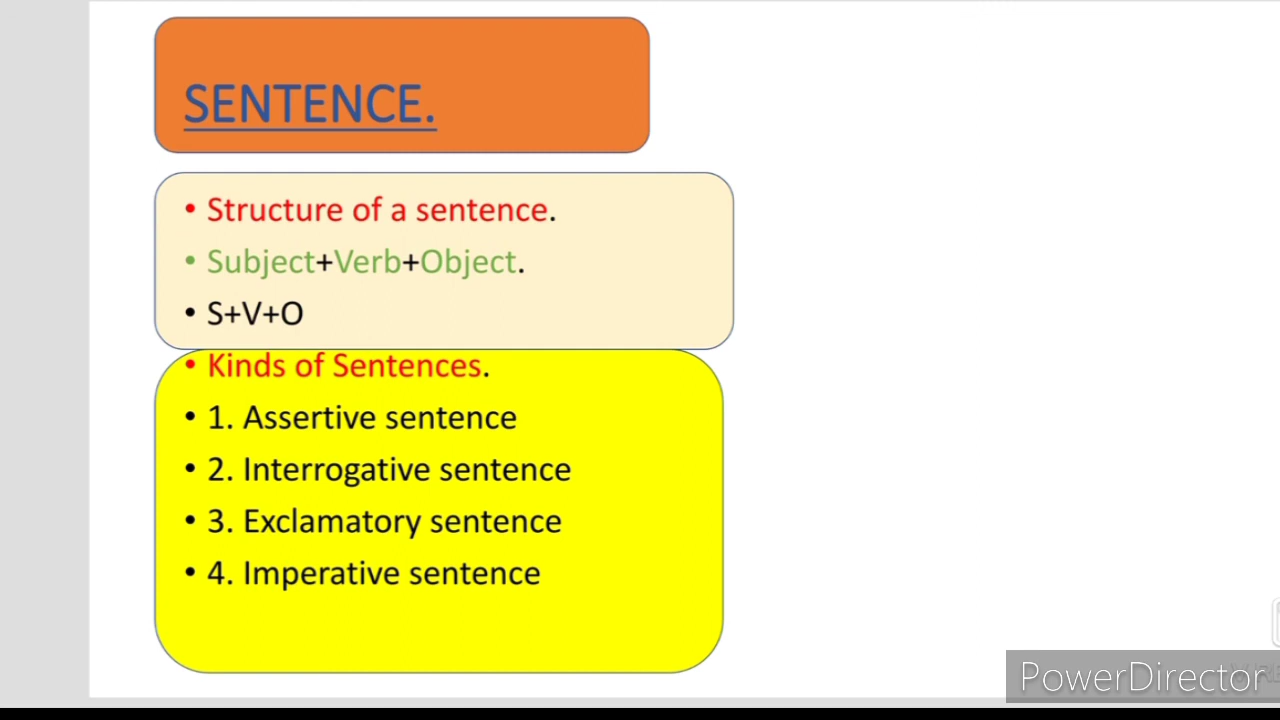 SENTENCE.
• Structure of a sentence.
• Subject+Verb+Object.
• S+V+O
• Kinds of Sentences.
• 1. Assertive sentence
• 2. Interrogative sentence
• 3. Exclamatory sentence
• 4. Imperative sentence
PowerDirector